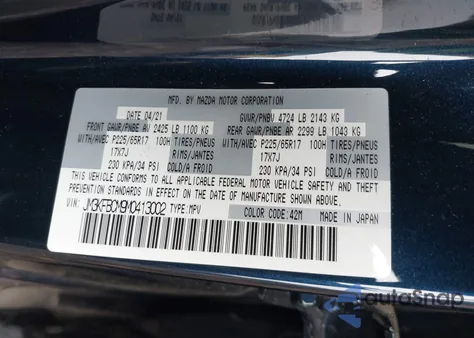 MFD. BY MAZDA MOTOR CORPORATION
DATE 04/21 GVWR/PNBV 4724 LB 2143 KG
FRONT GAWR/PNBE AV 2425 LB 1100 KG REAR GAWR/PNBE AR 2299 LB 1043 KG
WITH/AVEC P225/65R17 100H TIRES/PNEUS WITH/AVEC P225/65R17 100H TIRES/PNEUS
17X7J RIMS/JANTES 17X7J RIMS/JANTES
230 KPA/34 PSI COLD/A FROID 230 KPA/34 PSI COLD/A FROID
THIS VEHICLE CONFORMS TO ALL APPLICABLE FEDERAL MOTOR VEHICLE SAFETY AND
THEFT PREVENTION STANDARDS IN EFFECT ON THE DATE OF MANUFACTURE SHOWN ABOVE.
VIN: JM3KFBCM9M0413002 TYPE: MPV
COLOR CODE: 42M MADE IN JAPAN
autoSnap